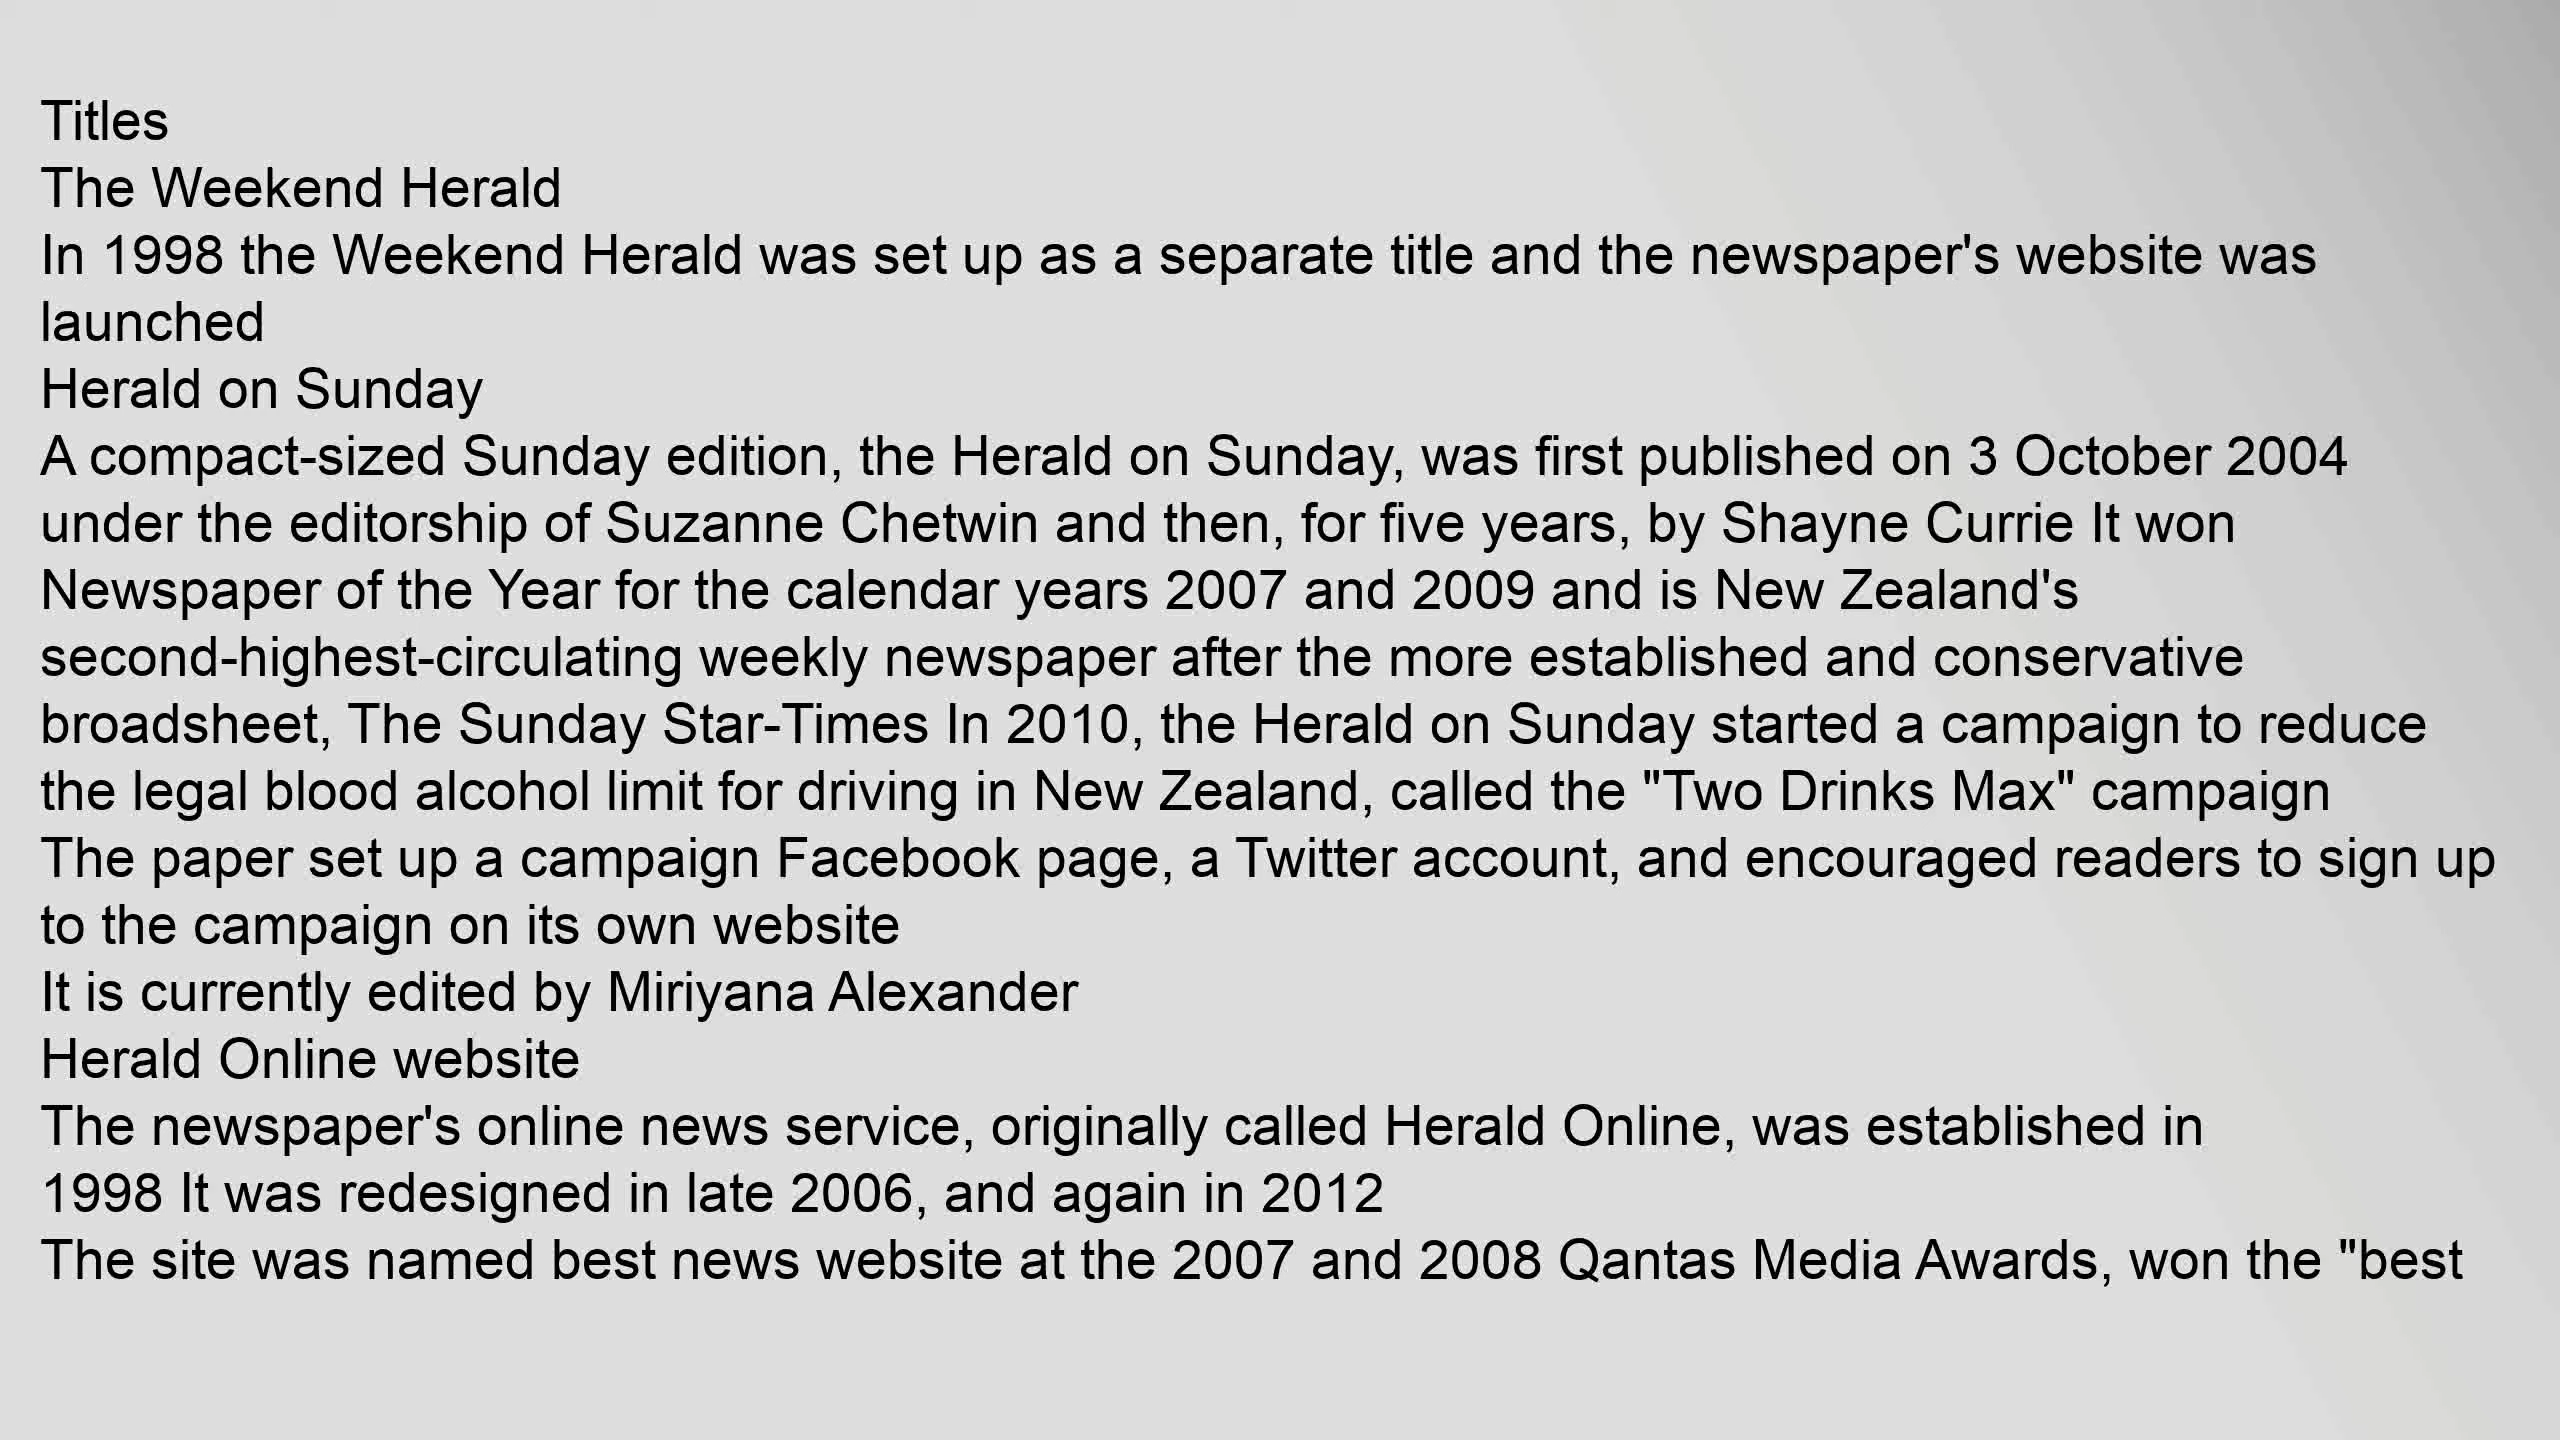 Titles
The Weekend Herald
In 1998 the Weekend Herald was set up as a separate title and the newspaper's website was
launched
Herald on Sunday
A compact-sized Sunday edition, the Herald on Sunday, was first published on 3 October 2004
under the editorship of Suzanne Chetwin and then, for five years, by Shayne Currie It won
Newspaper of the Year for the calendar years 2007 and 2009 and is New Zealand's
second-highest-circulating weekly newspaper after the more established and conservative
broadsheet, The Sunday Star-Times In 2010, the Herald on Sunday started a campaign to reduce
the legal blood alcohol limit for driving in New Zealand, called the "Two Drinks Max" campaign
The paper set up a campaign Facebook page, a Twitter account, and encouraged readers to sign up
to the campaign on its own website
It is currently edited by Miriyana Alexander
Herald Online website
The newspaper's online news service, originally called Herald Online, was established in
1998 It was redesigned in late 2006, and again in 2012
The site was named best news website at the 2007 and 2008 Qantas Media Awards, won the "best